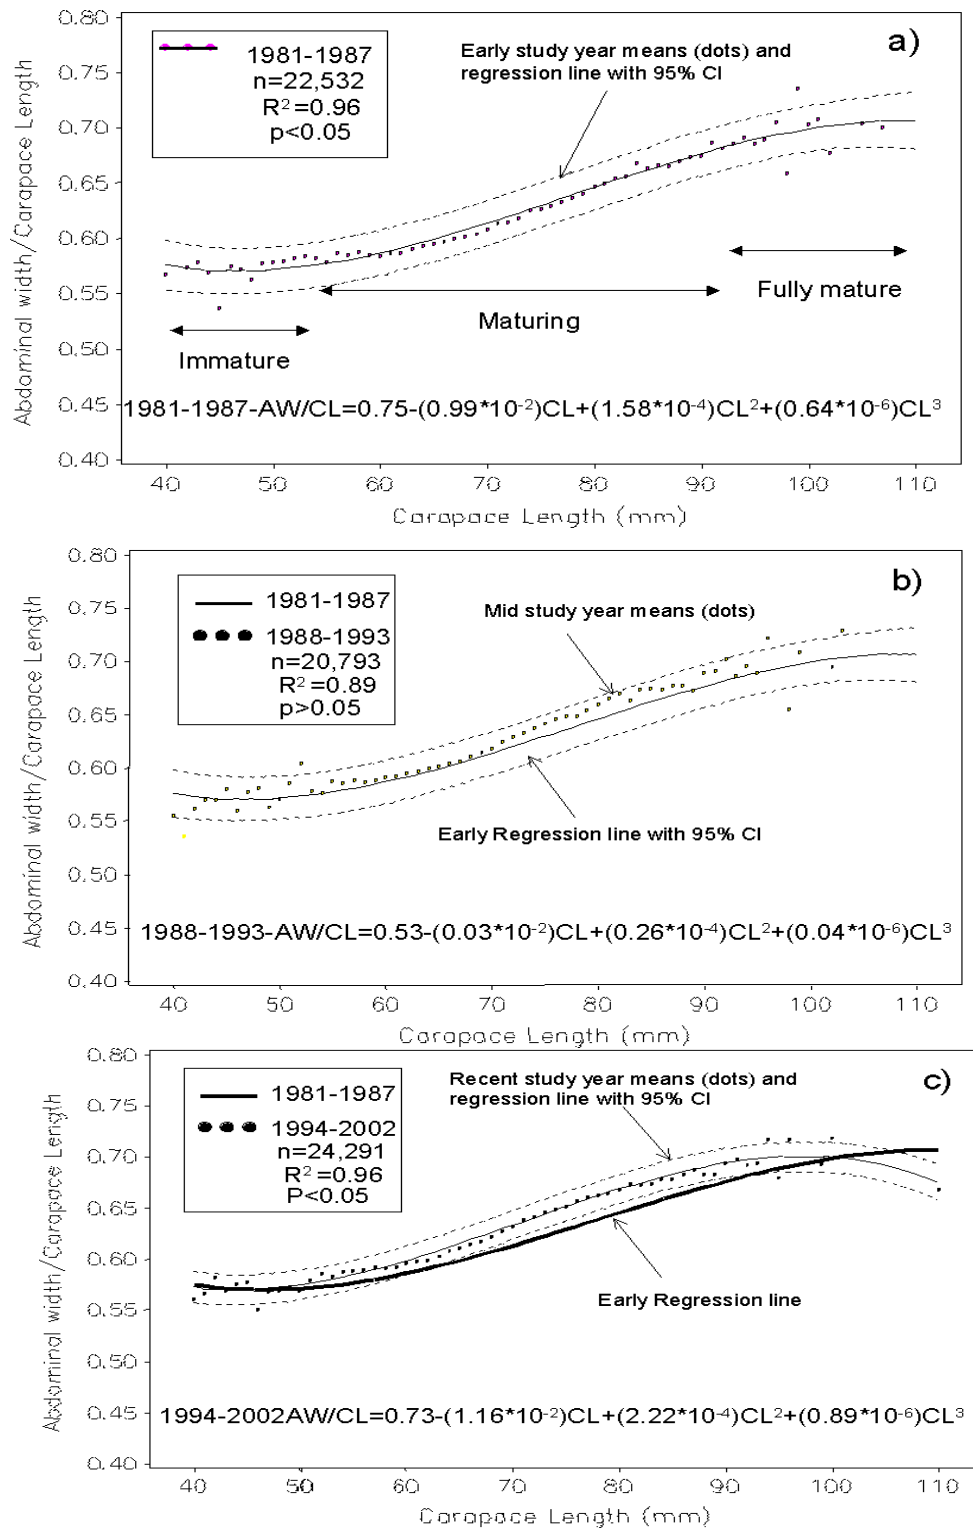 a)
1981-1987
n=22,532
R²=0.96
p<0.05
Early study year means (dots) and
regression line with 95% CI
Abdominal width/Carapace Length
0.80
0.75
0.70
0.65
0.60
0.55
0.50
0.45
0.40
Immature
Maturing
Fully mature
1981-1987-AW/CL=0.75-(0.99*10⁻²)CL+(1.58*10⁻⁴)CL²+(0.64*10⁻⁶)CL³
40 50 60 70 80 90 100 110
Carapace Length (mm)
b)
1981-1987
1988-1993
n=20,793
R²=0.89
p>0.05
Mid study year means (dots)
Early Regression line with 95% CI
Abdominal width/Carapace Length
0.80
0.75
0.70
0.65
0.60
0.55
0.50
0.45
0.40
1988-1993-AW/CL=0.53-(0.03*10⁻²)CL+(0.26*10⁻⁴)CL²+(0.04*10⁻⁶)CL³
40 50 60 70 80 90 100 110
Carapace Length (mm)
c)
1981-1987
1994-2002
n=24,291
R²=0.96
P<0.05
Recent study year means (dots) and
regression line with 95% CI
Early Regression line
Abdominal width/Carapace Length
0.80
0.75
0.70
0.65
0.60
0.55
0.50
0.45
0.40
1994-2002AW/CL=0.73-(1.16*10⁻²)CL+(2.22*10⁻⁴)CL²+(0.89*10⁻⁶)CL³
40 50 60 70 80 90 100 110
Carapace Length (mm)